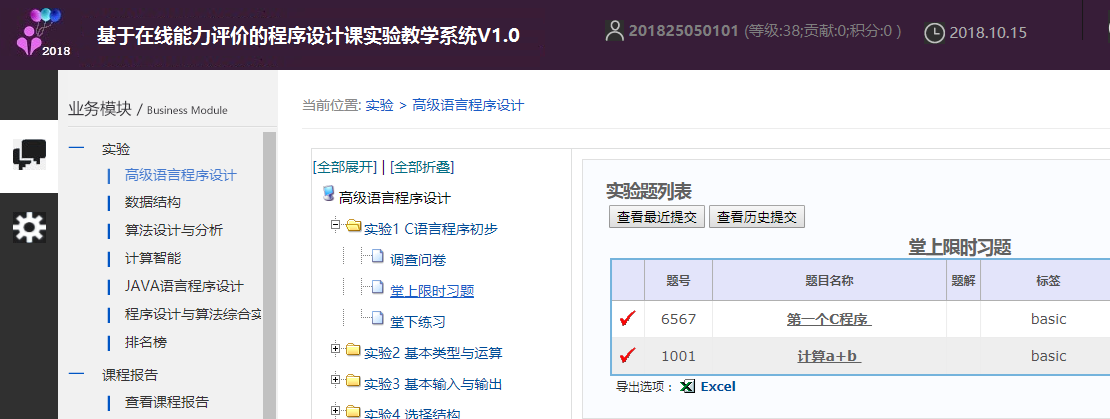 2018
基于在线能力评价的程序设计课实验教学系统V1.0
201825050101 (等级:38;贡献:0;积分:0 )
2018.10.15
业务模块 / Business Module
实验
高级语言程序设计
数据结构
算法设计与分析
计算智能
JAVA语言程序设计
程序设计与算法综合实
排名榜
课程报告
查看课程报告
当前位置: 实验 > 高级语言程序设计
[全部展开] | [全部折叠]
高级语言程序设计
实验1 C语言程序初步
调查问卷
堂上限时习题
堂下练习
实验2 基本类型与运算
实验3 基本输入与输出
实验4 选择结构
实验题列表
查看最近提交 查看历史提交
堂上限时习题
题号 题目名称 题解 标签
6567 第一个C程序 basic
1001 计算a+b basic
导出选项： Excel